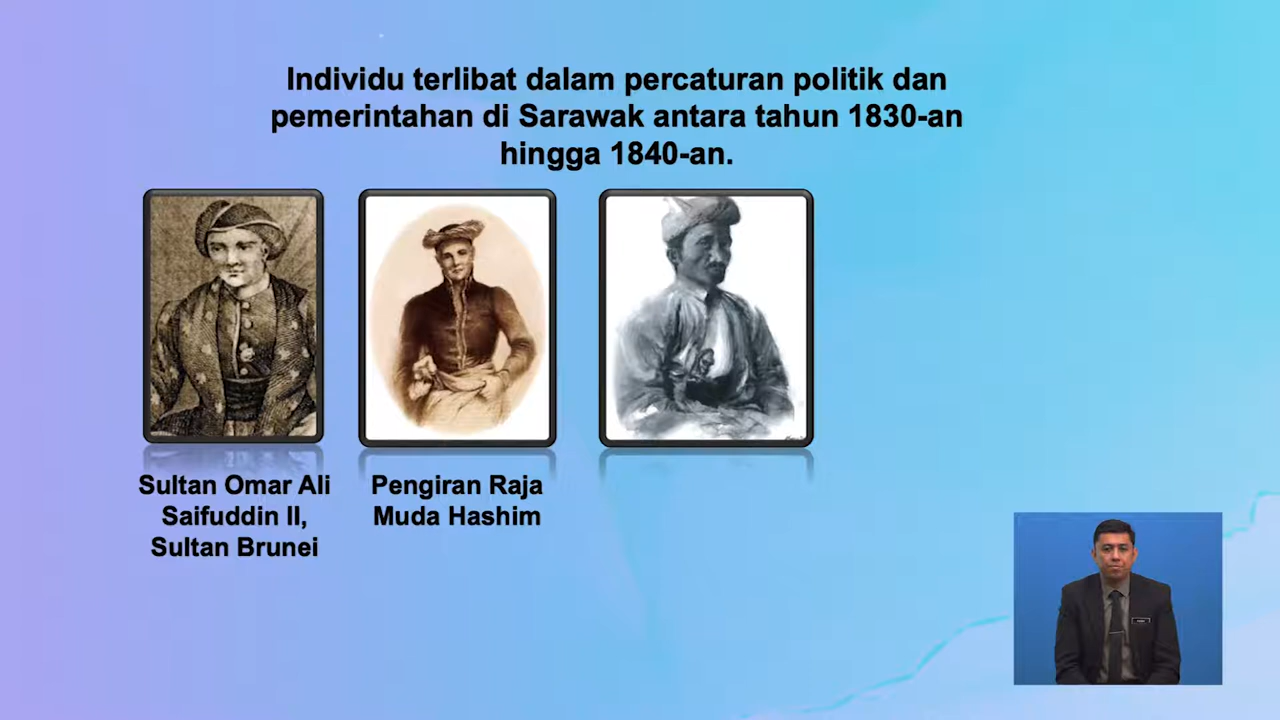 Individu terlibat dalam percaturan politik dan
pemerintahan di Sarawak antara tahun 1830-an
hingga 1840-an.
Sultan Omar Ali
Saifuddin II,
Sultan Brunei
Pengiran Raja
Muda Hashim